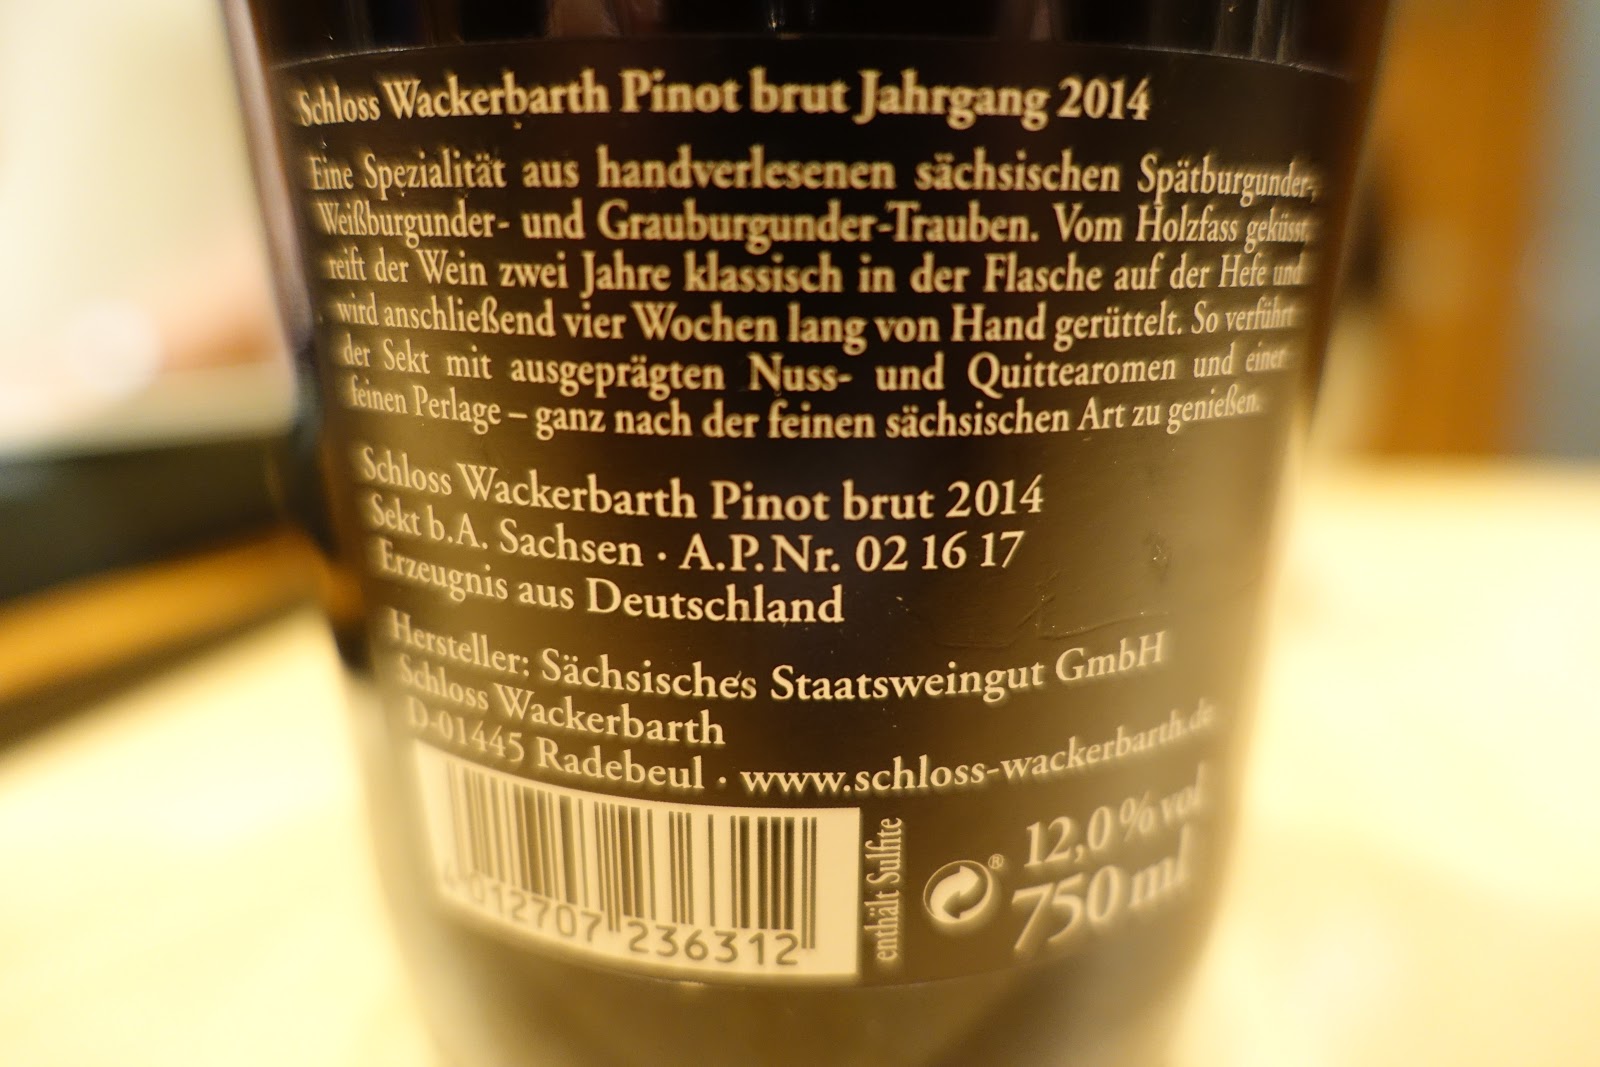 Schloss Wackerbarth Pinot brut Jahrgang 2014
Eine Spezialität aus handverlesenen sächsischen Spätburgunder-,
Weißburgunder- und Grauburgunder-Trauben. Vom Holzfass geküsst,
reift der Wein zwei Jahre klassisch in der Flasche auf der Hefe und
wird anschließend vier Wochen lang von Hand gerüttelt. So verführt
der Sekt mit ausgeprägten Nuss- und Quittearomen und einer
feinen Perlage – ganz nach der feinen sächsischen Art zu genießen.
Schloss Wackerbarth Pinot brut 2014
Sekt b.A. Sachsen · A.P.Nr. 02 16 17
Erzeugnis aus Deutschland
Hersteller: Sächsisches Staatsweingut GmbH
Schloss Wackerbarth
D-01445 Radebeul · www.schloss-wackerbarth.de
4 012707 236312
enthält Sulfite
®
12,0 % vol
750 ml